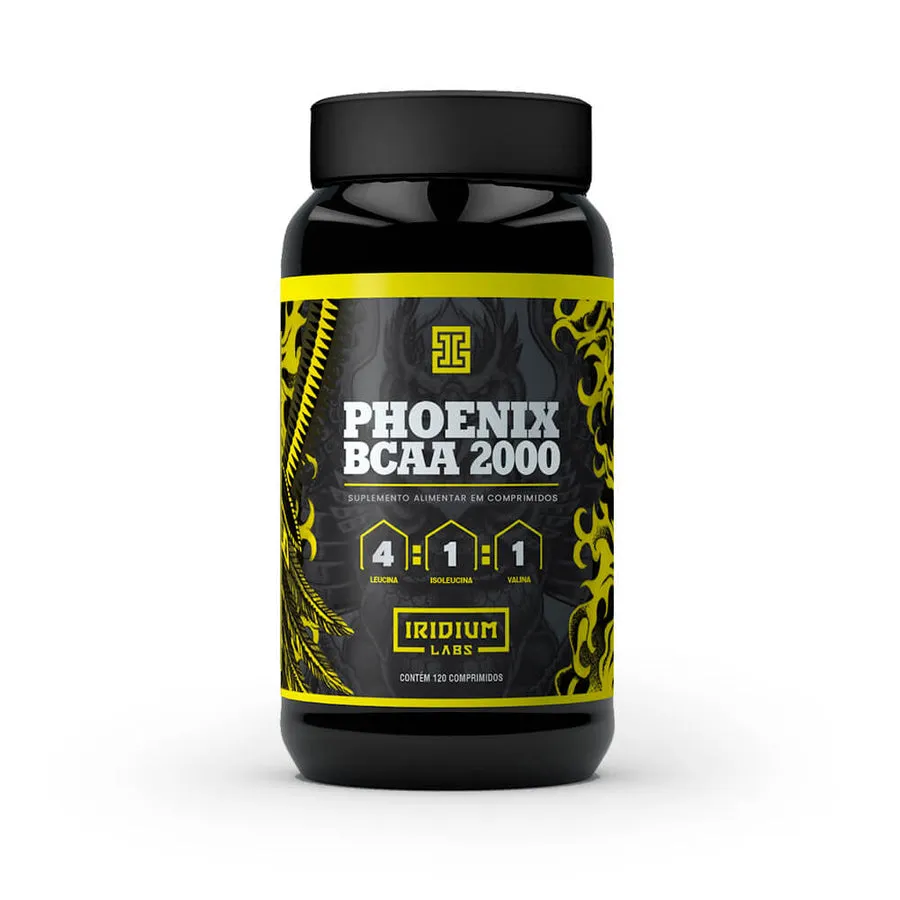 PHOENIX
BCAA 2000
SUPLEMENTO ALIMENTAR EM COMPRIMIDOS
4:1:1
LEUCINA ISOLEUCINA VALINA
IRIDIUM
LABS
CONTÉM 120 COMPRIMIDOS